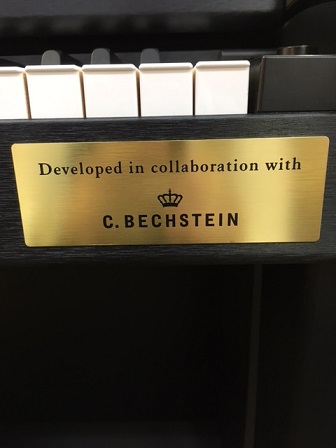 Developed in collaboration with
C. BECHSTEIN